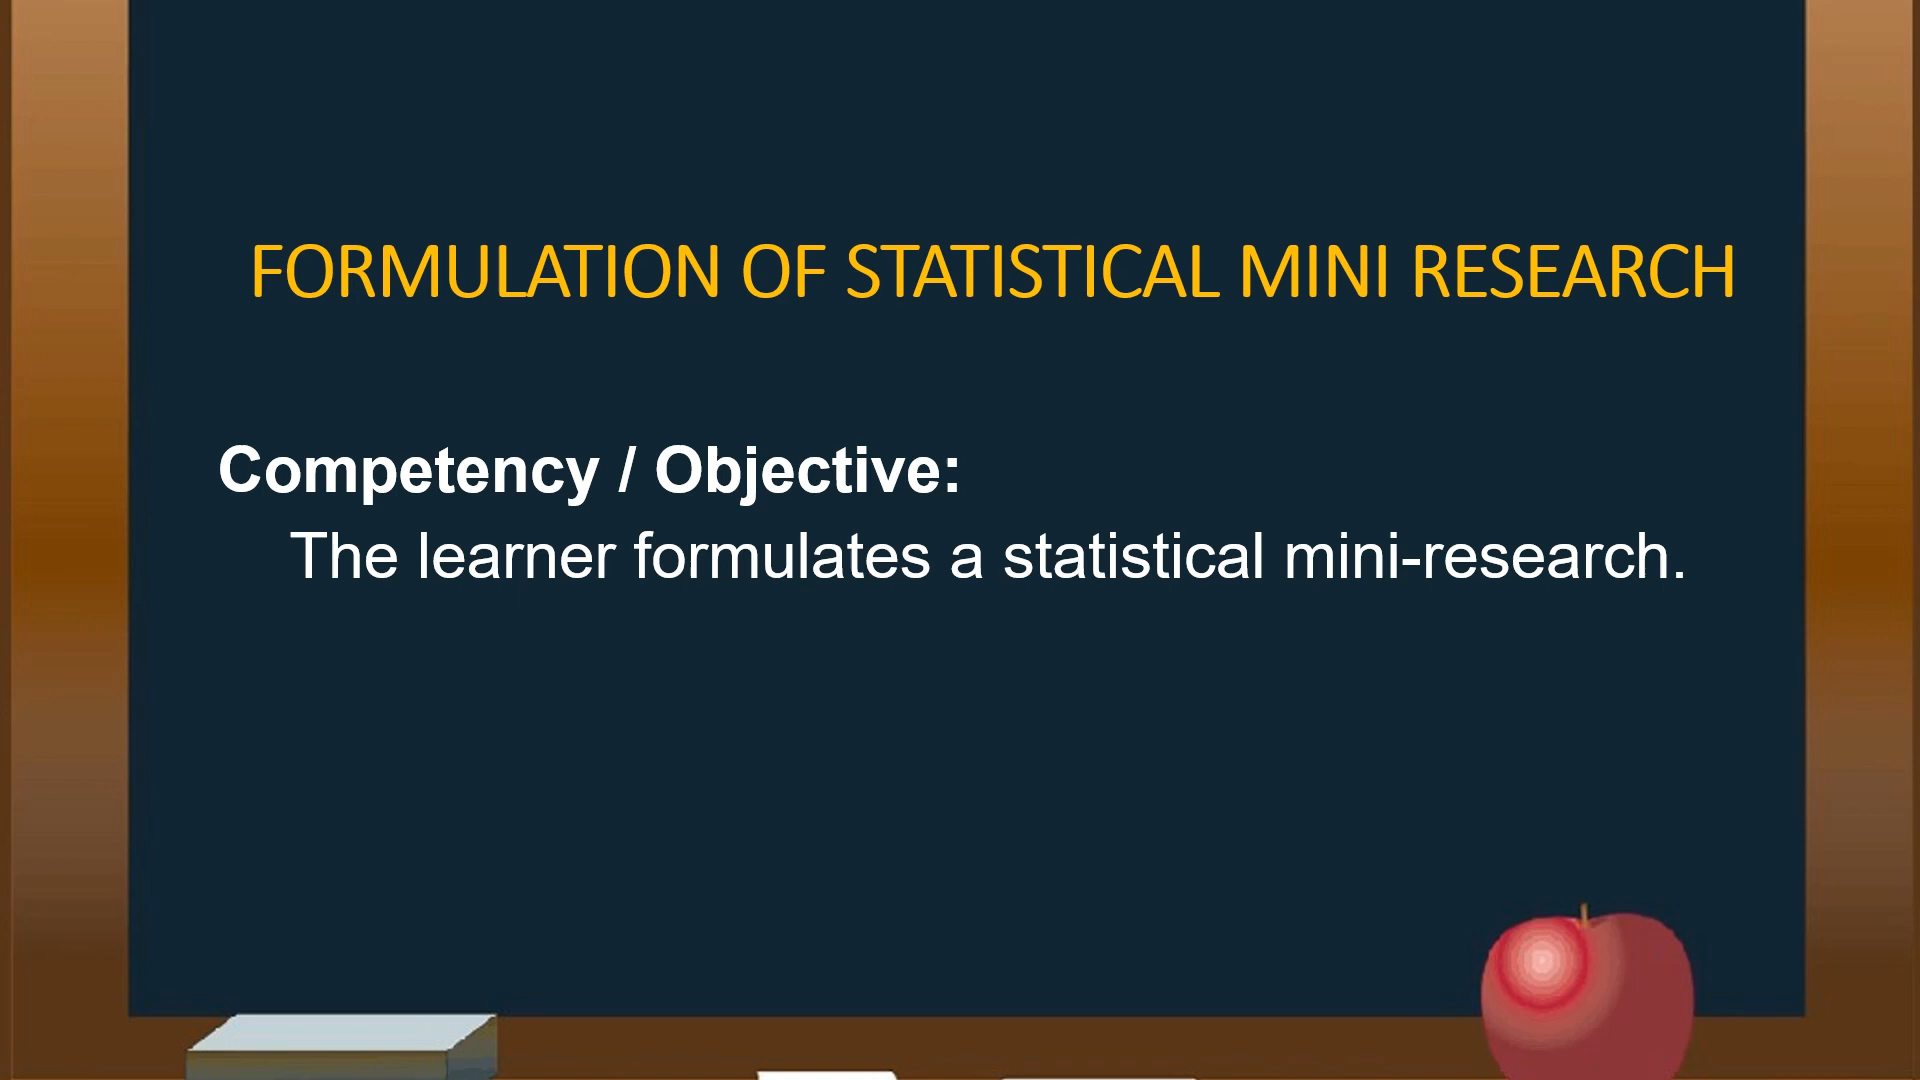 FORMULATION OF STATISTICAL MINI RESEARCH
Competency / Objective:
The learner formulates a statistical mini-research.